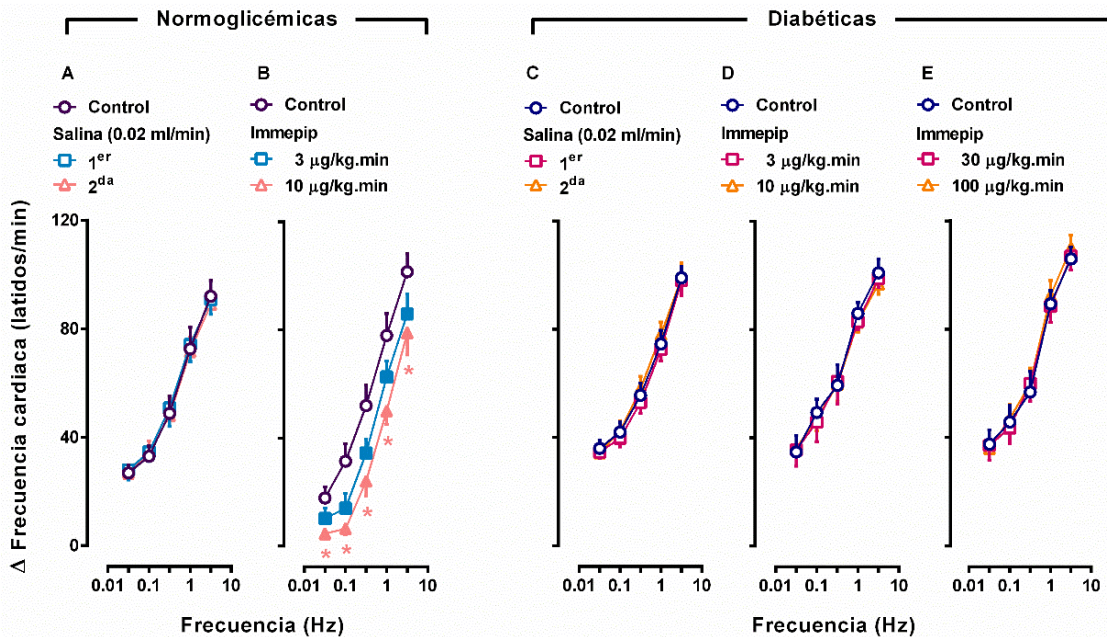 Normoglicémicas
Diabéticas
A
Control
Salina (0.02 ml/min)
1er
2da
B
Control
Immepip
3 μg/kg.min
10 μg/kg.min
C
Control
Salina (0.02 ml/min)
1er
2da
D
Control
Immepip
3 μg/kg.min
10 μg/kg.min
E
Control
Immepip
30 μg/kg.min
100 μg/kg.min
Δ Frecuencia cardiaca (latidos/min)
120
80
40
0
* * * * *
0.01 0.1 1 10
0.01 0.1 1 10
0.01 0.1 1 10
0.01 0.1 1 10
0.01 0.1 1 10
Frecuencia (Hz)
Frecuencia (Hz)